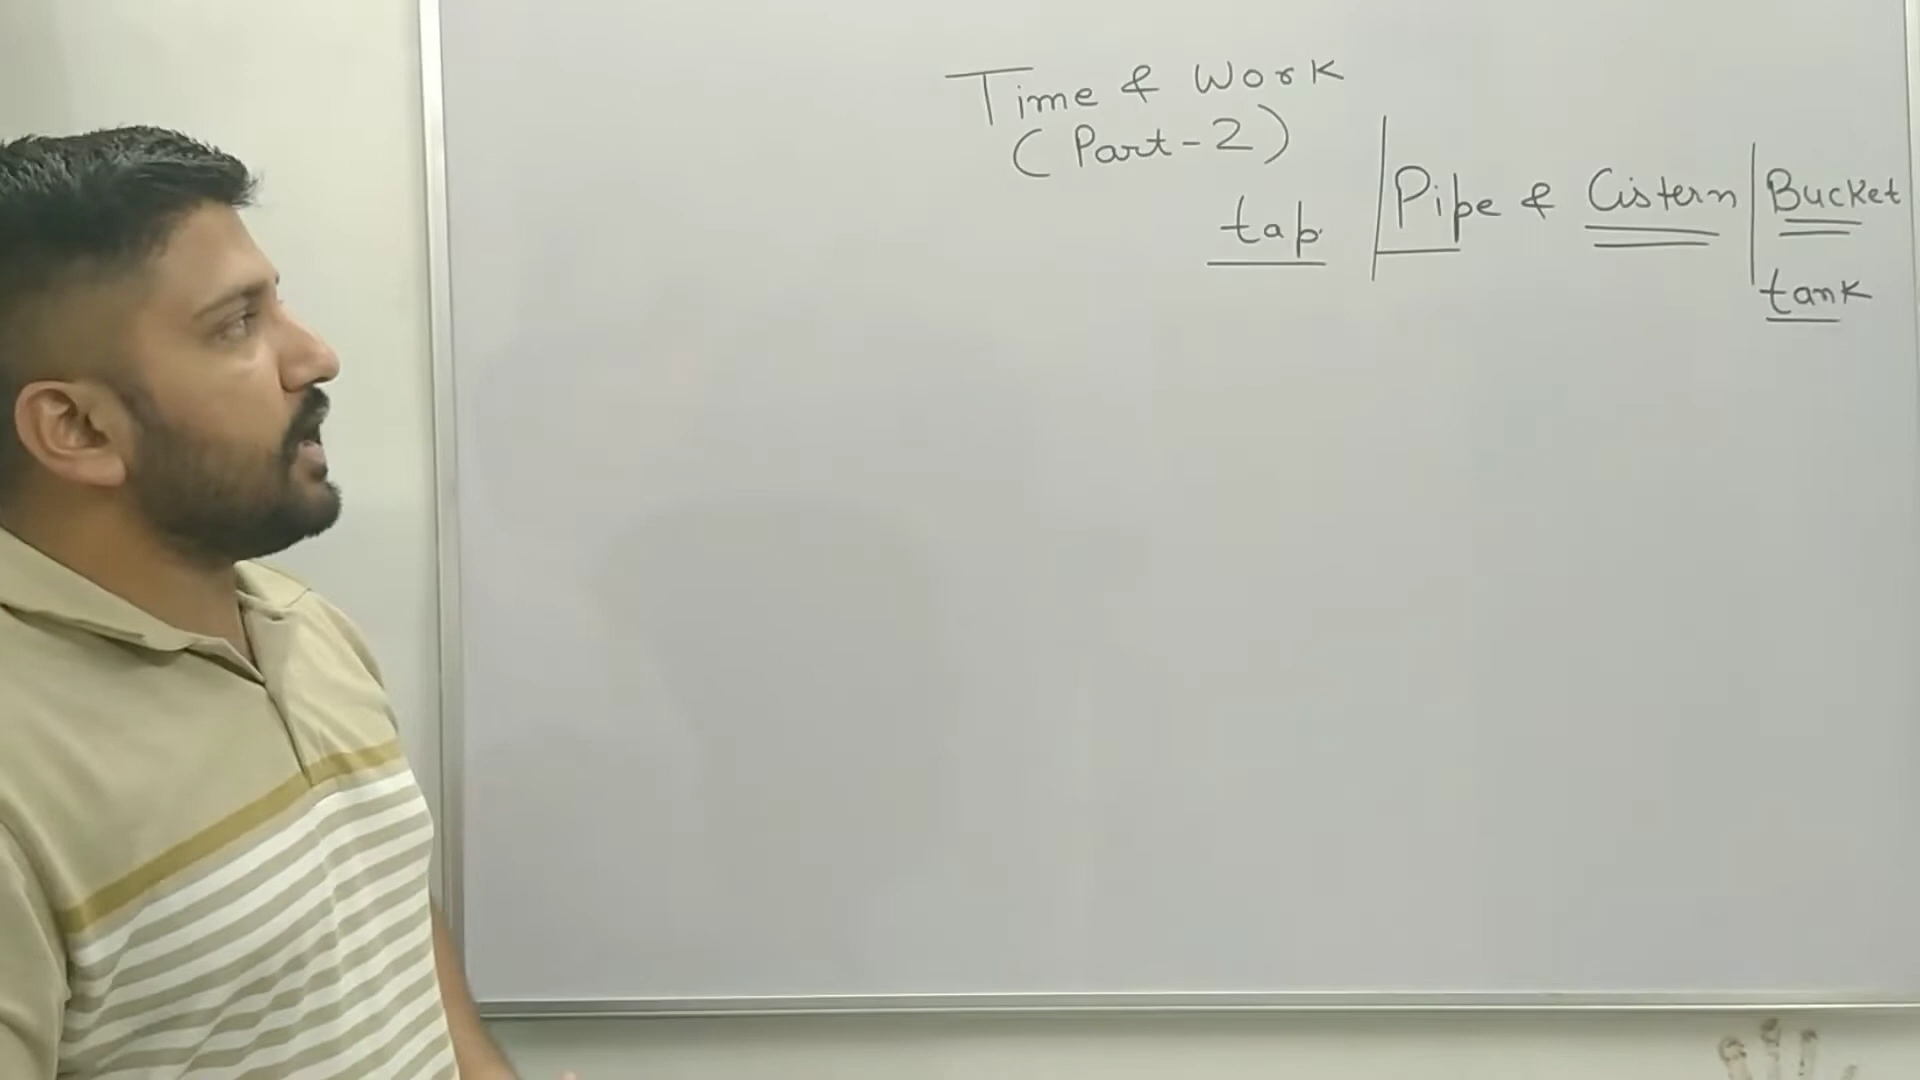 Time & Work
(Part-2)
tap | Pipe & Cistern | Bucket
tank